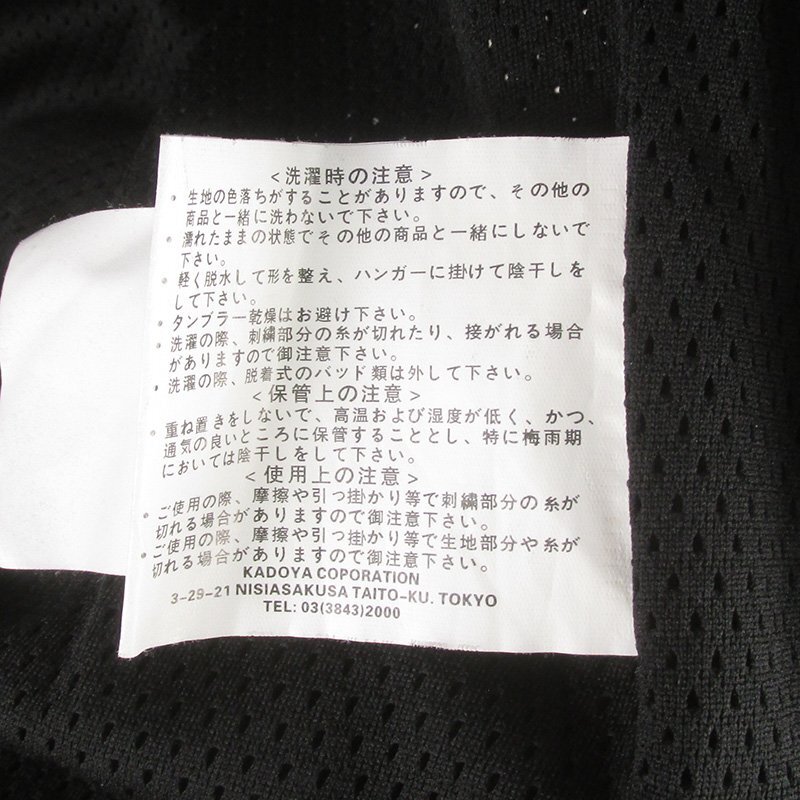 <洗濯時の注意>
・生地の色落ちがすることがありますので、その他の
商品と一緒に洗わないで下さい。
・濡れたままの状態でその他の商品と一緒にしないで
下さい。
・軽く脱水して形を整え、ハンガーに掛けて陰干しを
して下さい。
・タンブラー乾燥はお避け下さい。
・洗濯の際、刺繍部分の糸が切れたり、接がれる場合
がありますので御注意下さい。
・洗濯の際、脱着式のパッド類は外して下さい。
<保管上の注意>
・重ね置きをしないで、高温および湿度が低く、かつ、
通気の良いところに保管することとし、特に梅雨期
においては陰干しをして下さい。
<使用上の注意>
・ご使用の際、摩擦や引っ掛かり等で刺繍部分の糸が
切れる場合がありますので御注意下さい。
・ご使用の際、摩擦や引っ掛かり等で生地部分や糸が
切れる場合がありますので御注意下さい。
KADOYA COPORATION
3-29-21 NISIASAKUSA TAITO-KU. TOKYO
TEL: 03(3843)2000